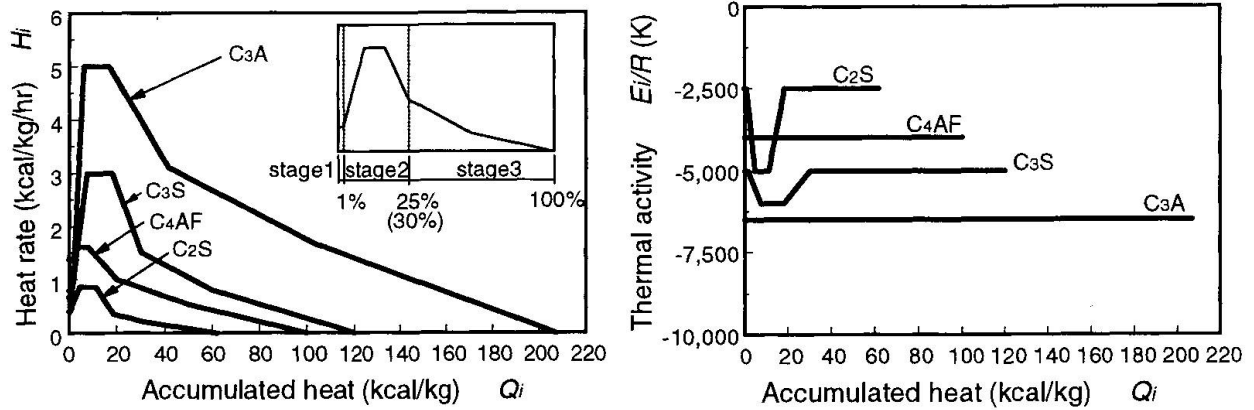 Heat rate (kcal/kg/hr) Hi
6
5
4
3
2
1
0
C3A
C3S
C4AF
C2S
stage1 stage2 stage3
1% 25% 100%
(30%)
0 20 40 60 80 100 120 140 160 180 200 220
Accumulated heat (kcal/kg) Qi
Thermal activity Ei/R (K)
0
-2,500
-5,000
-7,500
-10,000
C2S
C4AF
C3S
C3A
0 20 40 60 80 100 120 140 160 180 200 220
Accumulated heat (kcal/kg) Qi